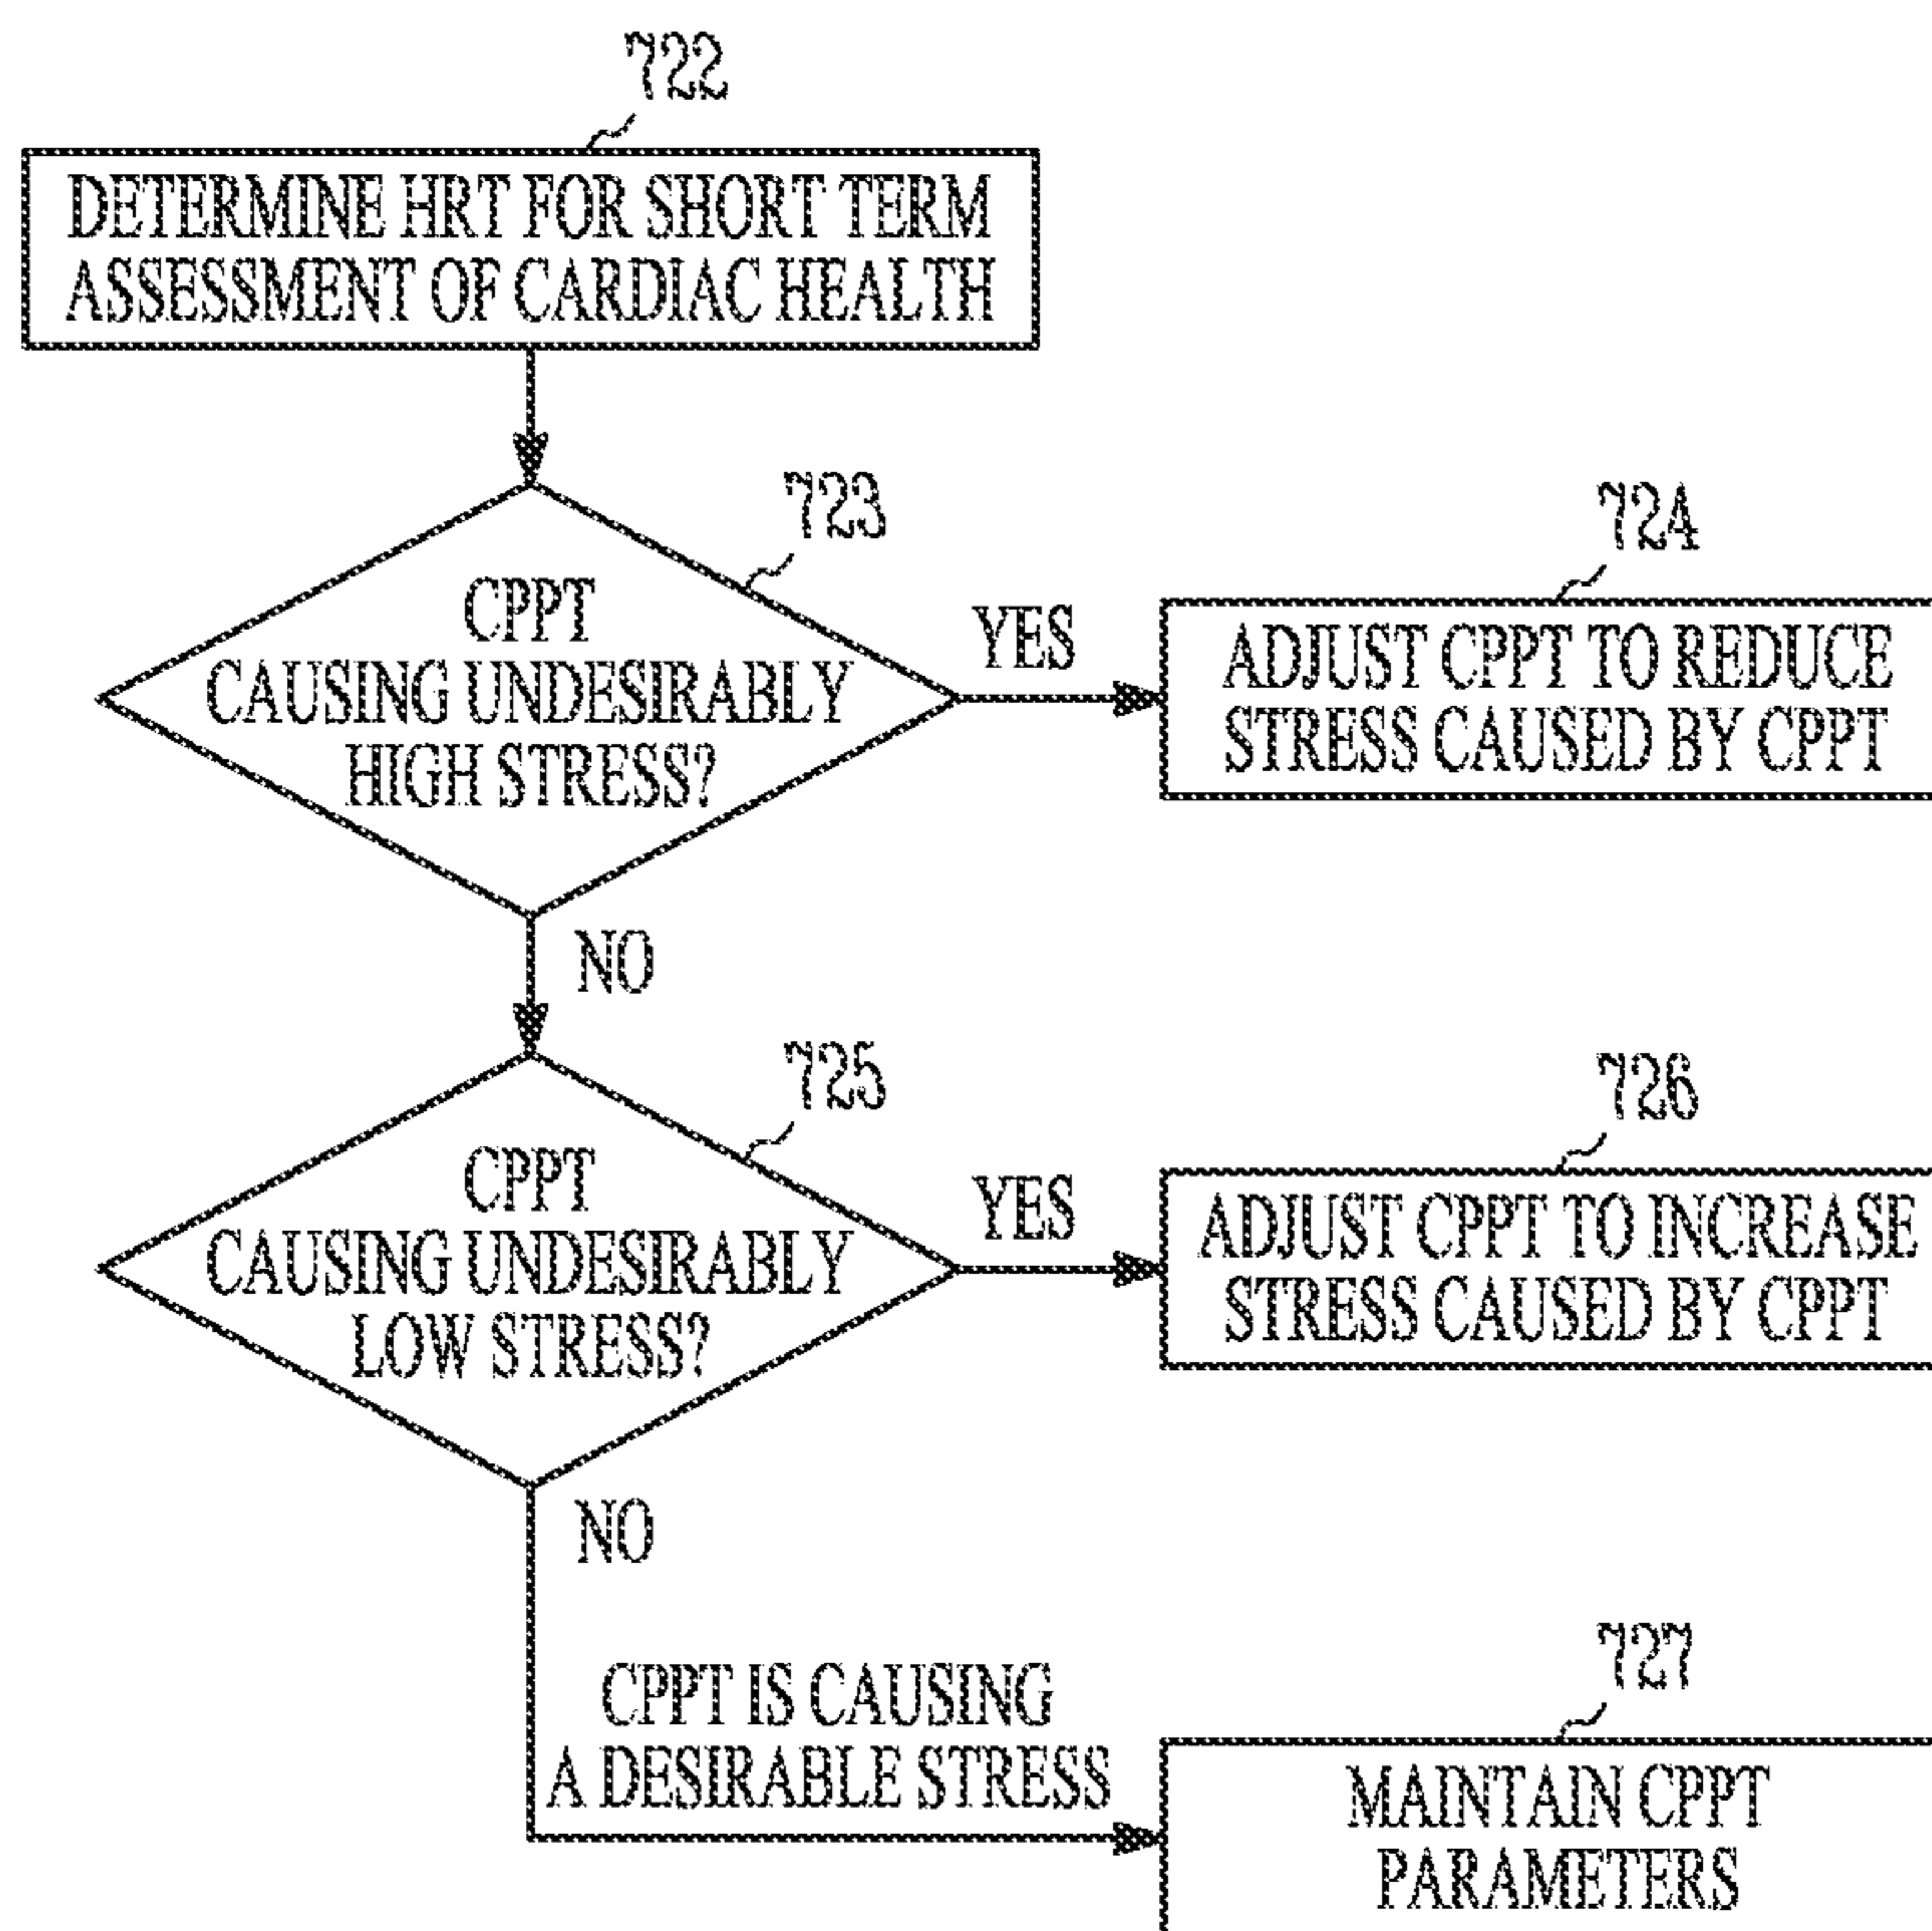 722
DETERMINE HRT FOR SHORT TERM
ASSESSMENT OF CARDIAC HEALTH
723
CPPT
CAUSING UNDESIRABLY
HIGH STRESS?
YES
724
ADJUST CPPT TO REDUCE
STRESS CAUSED BY CPPT
NO
725
CPPT
CAUSING UNDESIRABLY
LOW STRESS?
YES
726
ADJUST CPPT TO INCREASE
STRESS CAUSED BY CPPT
NO
CPPT IS CAUSING
A DESIRABLE STRESS
727
MAINTAIN CPPT
PARAMETERS